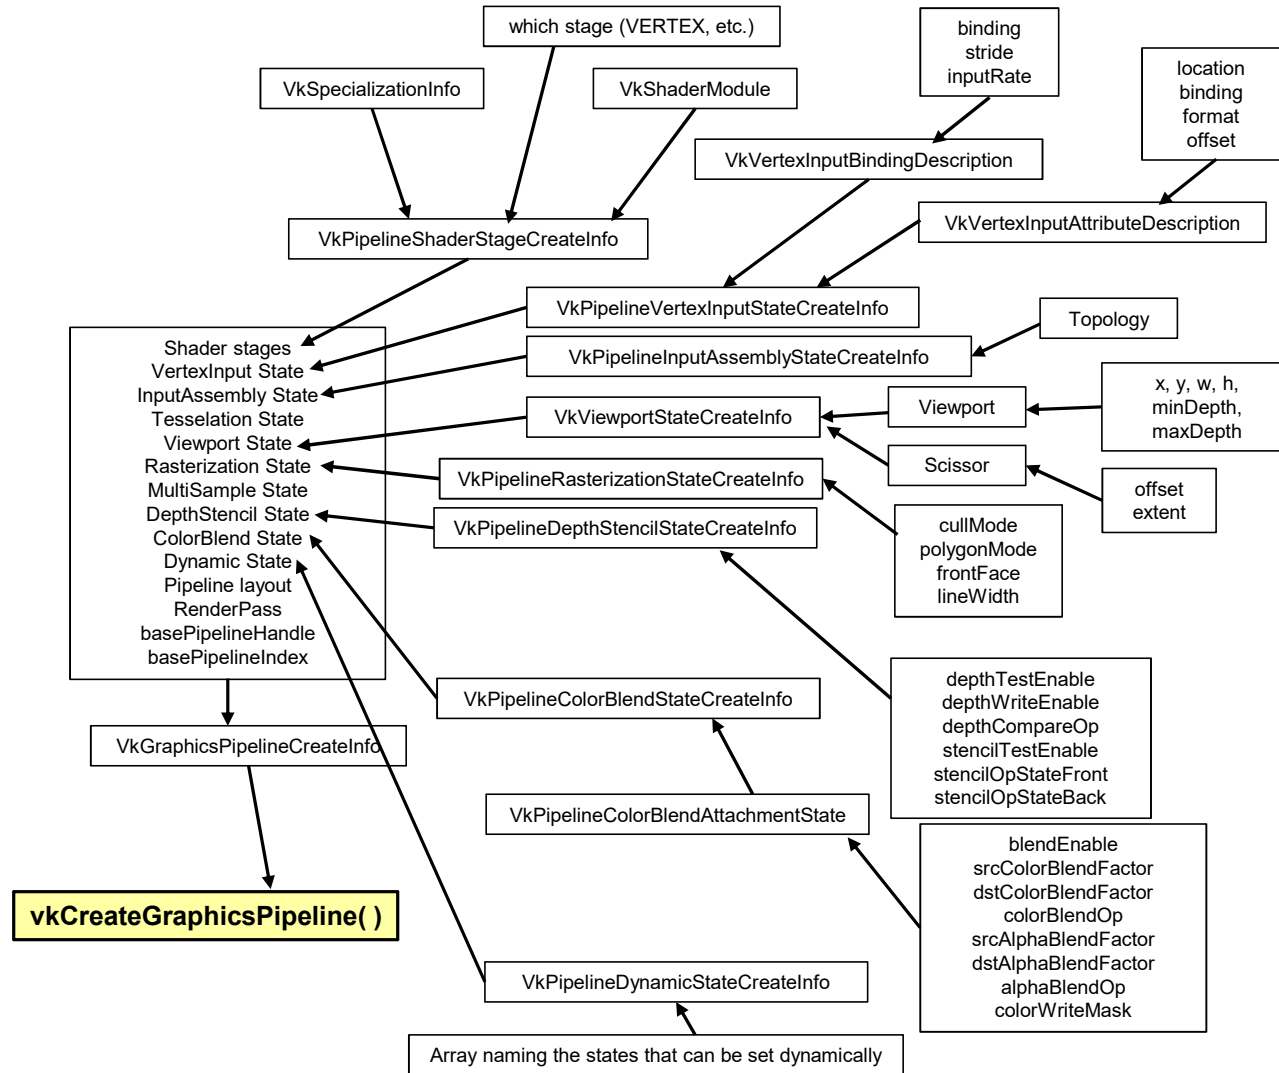 which stage (VERTEX, etc.)
binding
stride
inputRate
location
binding
format
offset
VkSpecializationInfo
VkShaderModule
VkVertexInputBindingDescription
VkVertexInputAttributeDescription
VkPipelineShaderStageCreateInfo
VkPipelineVertexInputStateCreateInfo
Topology
VkPipelineInputAssemblyStateCreateInfo
Shader stages
VertexInput State
InputAssembly State
Tesselation State
Viewport State
Rasterization State
MultiSample State
DepthStencil State
ColorBlend State
Dynamic State
Pipeline layout
RenderPass
basePipelineHandle
basePipelineIndex
x, y, w, h,
minDepth,
maxDepth
VkViewportStateCreateInfo
Viewport
Scissor
VkPipelineRasterizationStateCreateInfo
offset
extent
VkPipelineDepthStencilStateCreateInfo
cullMode
polygonMode
frontFace
lineWidth
depthTestEnable
depthWriteEnable
depthCompareOp
stencilTestEnable
stencilOpStateFront
stencilOpStateBack
VkPipelineColorBlendStateCreateInfo
VkGraphicsPipelineCreateInfo
VkPipelineColorBlendAttachmentState
blendEnable
srcColorBlendFactor
dstColorBlendFactor
colorBlendOp
srcAlphaBlendFactor
dstAlphaBlendFactor
alphaBlendOp
colorWriteMask
vkCreateGraphicsPipeline( )
VkPipelineDynamicStateCreateInfo
Array naming the states that can be set dynamically